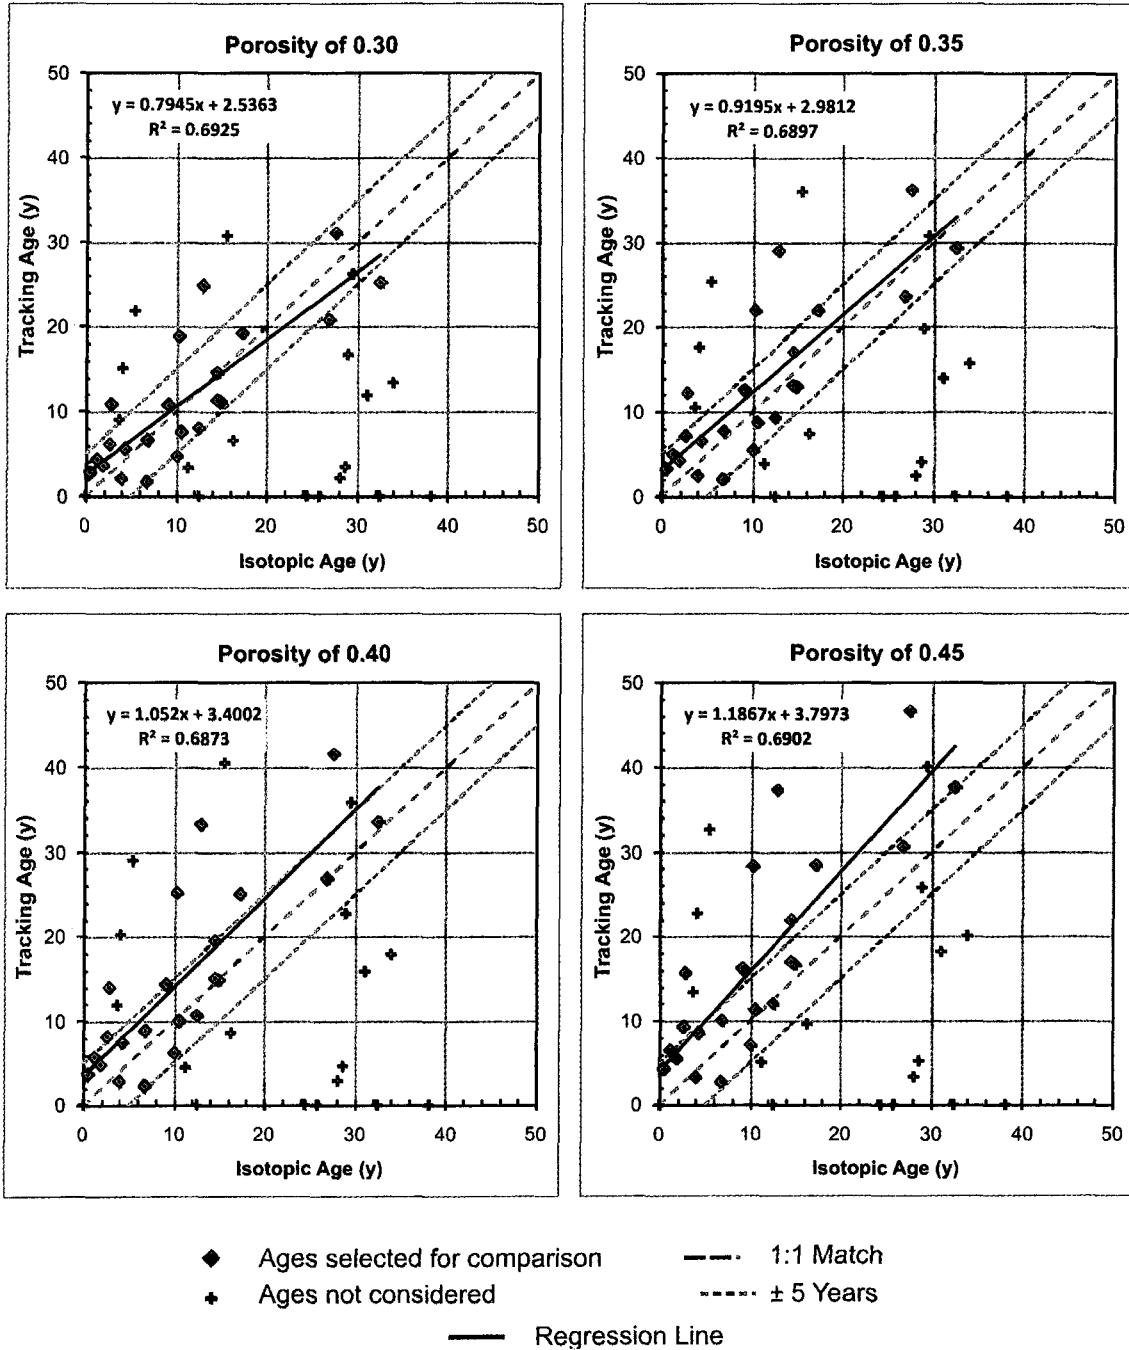 Porosity of 0.30
y = 0.7945x + 2.5363
R² = 0.6925
Tracking Age (y)
50
40
30
20
10
0
0 10 20 30 40 50
Isotopic Age (y)
Porosity of 0.35
y = 0.9195x + 2.9812
R² = 0.6897
Tracking Age (y)
50
40
30
20
10
0
0 10 20 30 40 50
Isotopic Age (y)
Porosity of 0.40
y = 1.052x + 3.4002
R² = 0.6873
Tracking Age (y)
50
40
30
20
10
0
0 10 20 30 40 50
Isotopic Age (y)
Porosity of 0.45
y = 1.1867x + 3.7973
R² = 0.6902
Tracking Age (y)
50
40
30
20
10
0
0 10 20 30 40 50
Isotopic Age (y)
Ages selected for comparison
1:1 Match
Ages not considered
± 5 Years
Regression Line